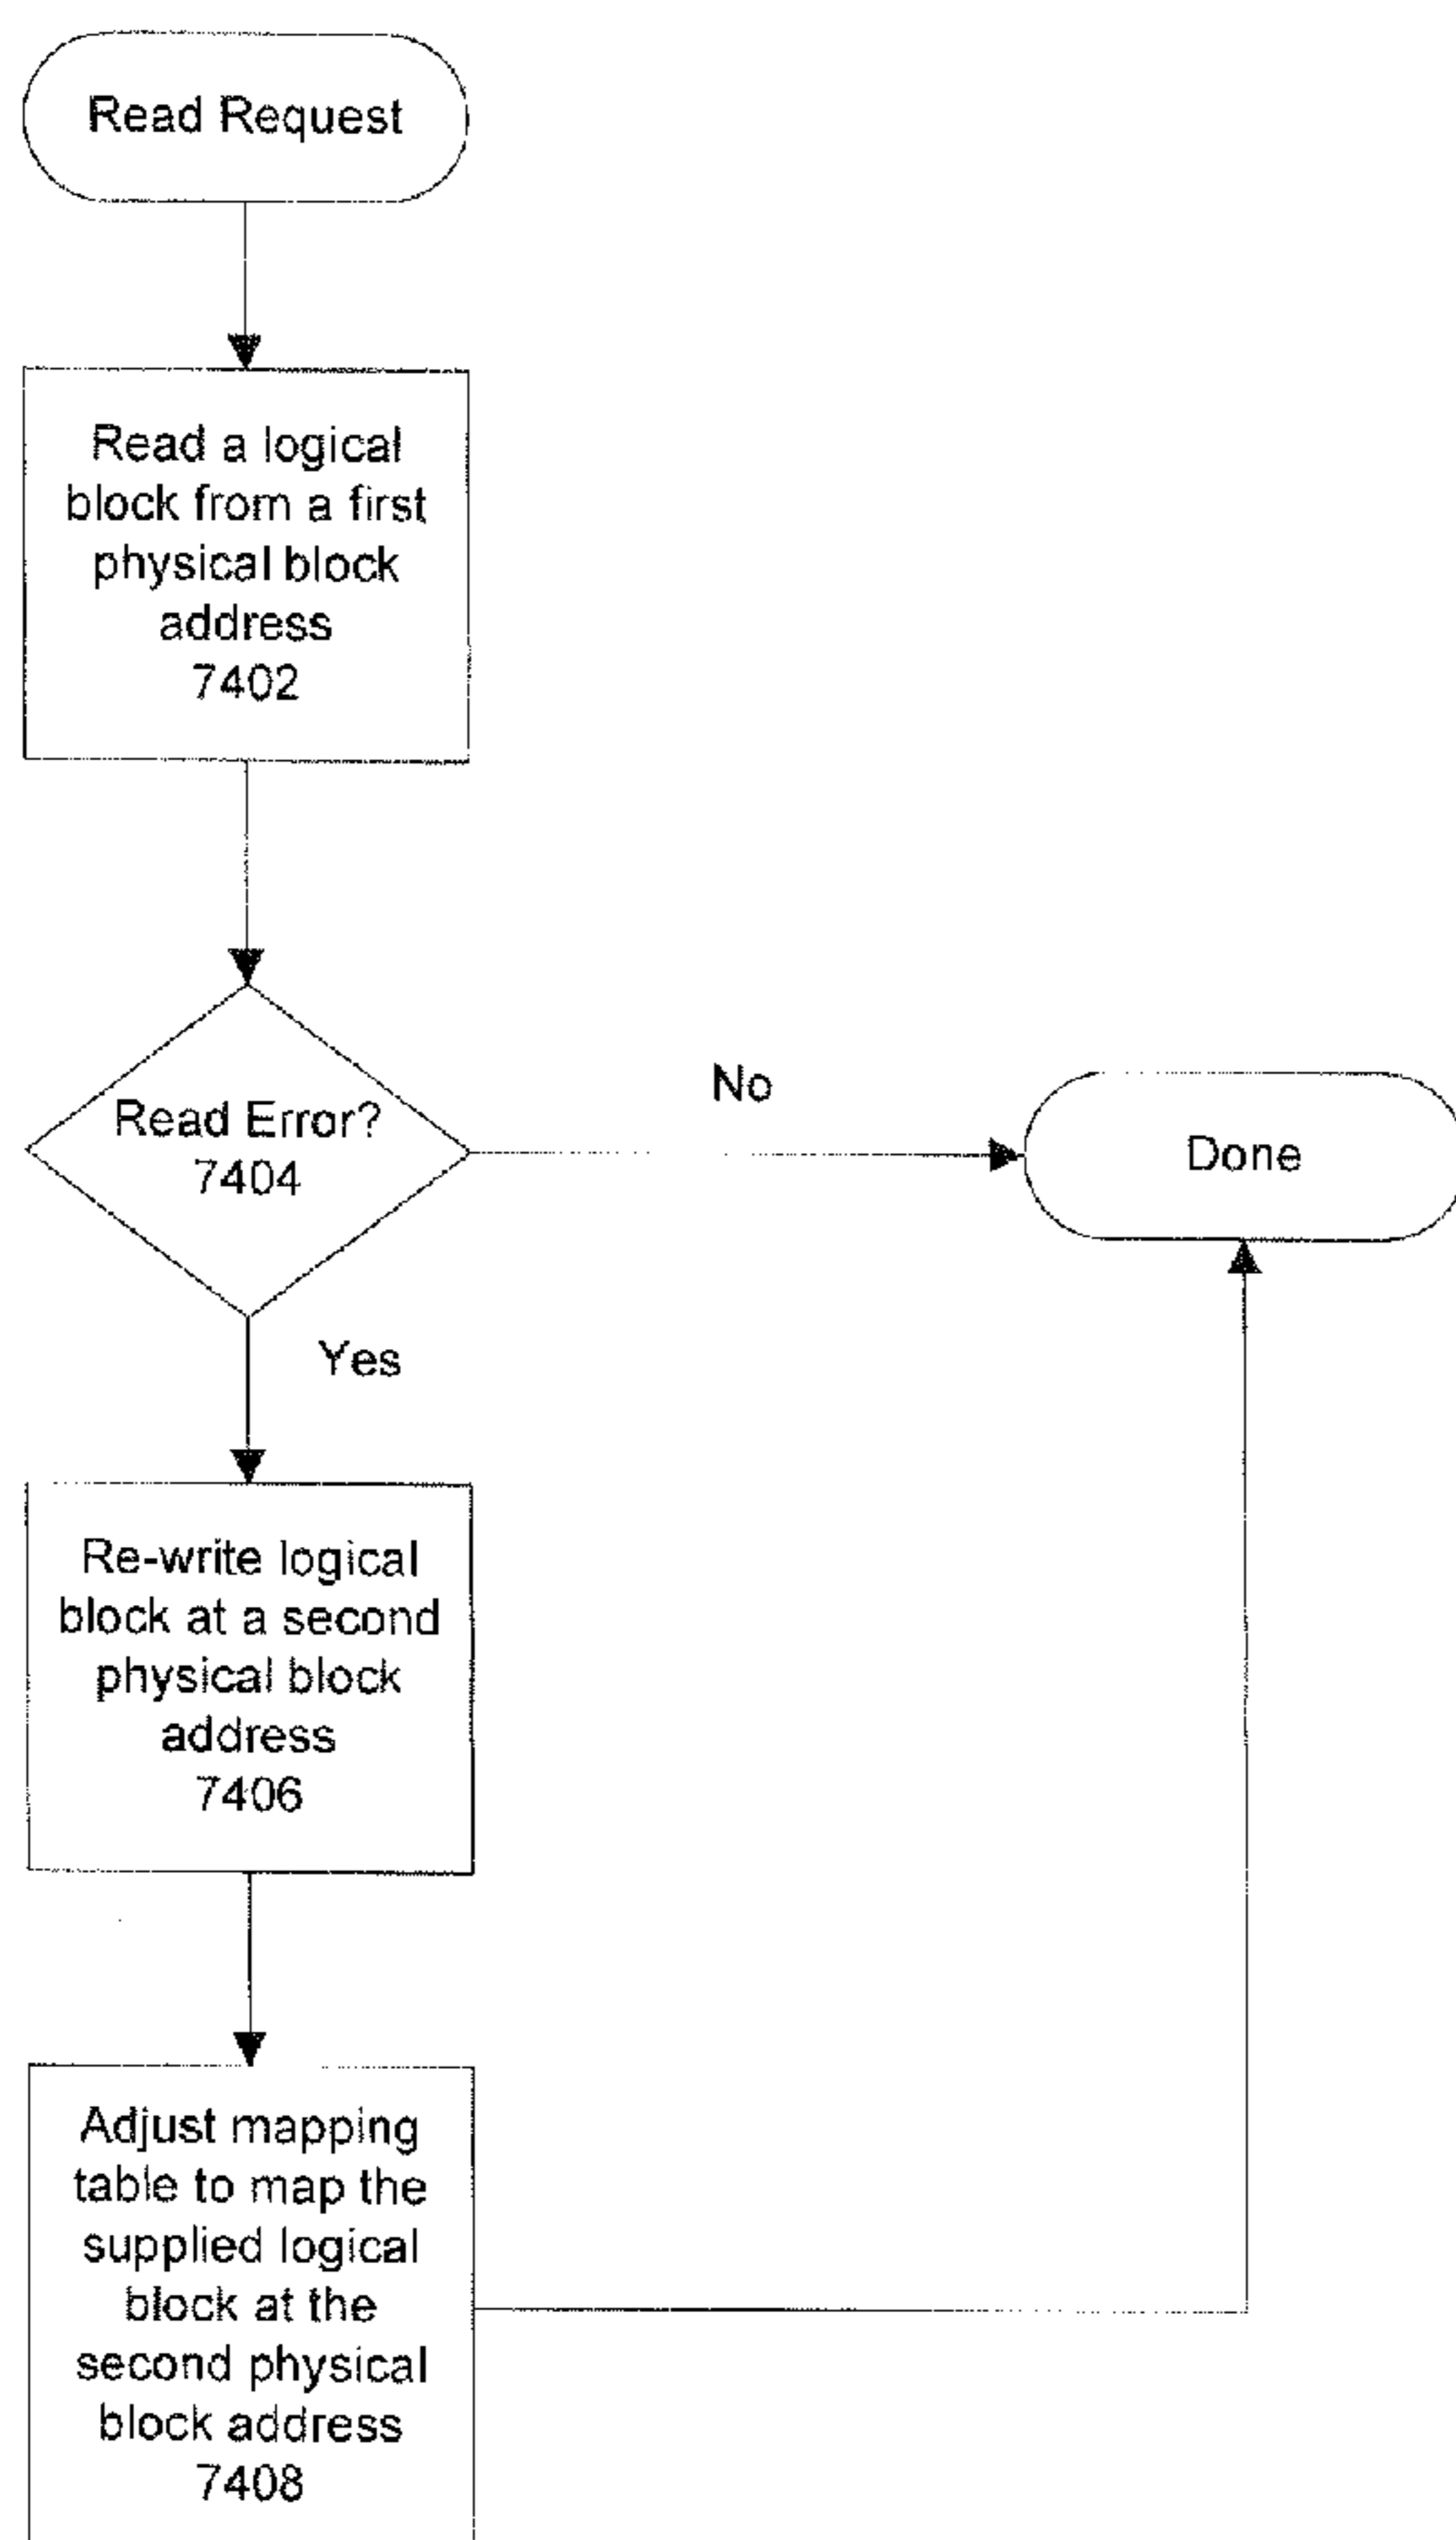 Read Request
Read a logical
block from a first
physical block
address
7402
Read Error?
7404
No
Done
Yes
Re-write logical
block at a second
physical block
address
7406
Adjust mapping
table to map the
supplied logical
block at the
second physical
block address
7408